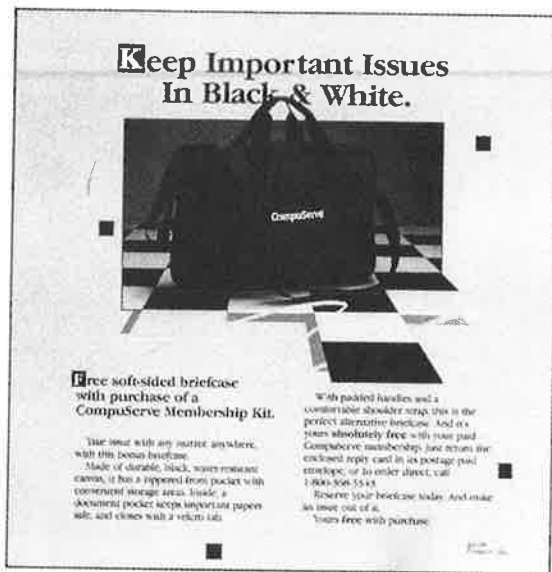 Keep Important Issues
In Black & White.
CompuServe
Free soft-sided briefcase
with purchase of a
CompuServe Membership Kit.
Take issue with any matter, anywhere,
with this bonus briefcase.
Made of durable, black, water-resistant
canvas, it has a zippered front pocket with
convenient storage areas. Inside, a
document pocket keeps important papers
safe, and closes with a velcro tab.
With padded handles and a
comfortable shoulder strap, this is the
perfect alternative briefcase. And it's
yours absolutely free with your paid
CompuServe membership. Just return the
enclosed reply card in its postage paid
envelope, or to order direct, call
Reserve your briefcase today. And make
an issue out of it.
Yours free with purchase